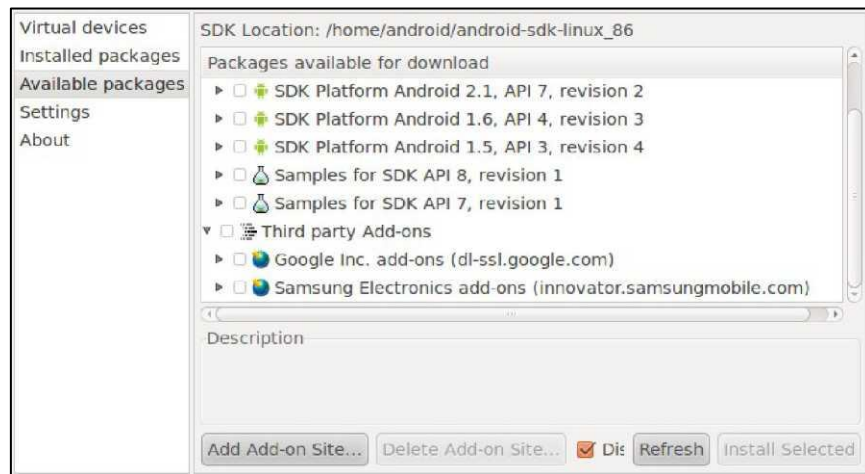 Virtual devices
Installed packages
Available packages
Settings
About
SDK Location: /home/android/android-sdk-linux_86
Packages available for download
SDK Platform Android 2.1, API 7, revision 2
SDK Platform Android 1.6, API 4, revision 3
SDK Platform Android 1.5, API 3, revision 4
Samples for SDK API 8, revision 1
Samples for SDK API 7, revision 1
Third party Add-ons
Google Inc. add-ons (dl-ssl.google.com)
Samsung Electronics add-ons (innovator.samsungmobile.com)
Description
Add Add-on Site... Delete Add-on Site... Dis Refresh Install Selected